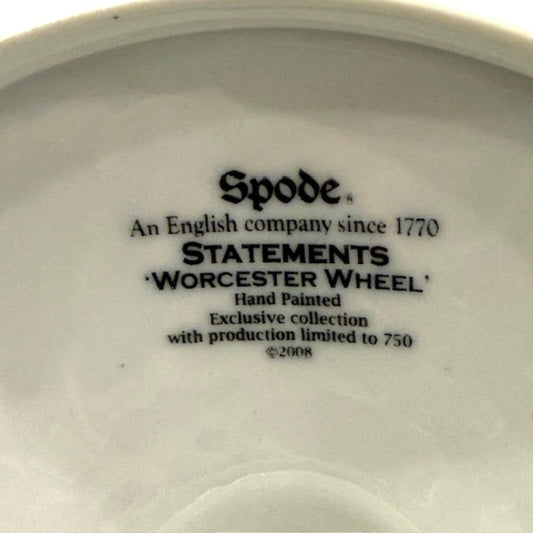 Spode®
An English company since 1770
STATEMENTS
'WORCESTER WHEEL'
Hand Painted
Exclusive collection
with production limited to 750
©2008